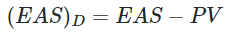 (EAS)_D = EAS − PV